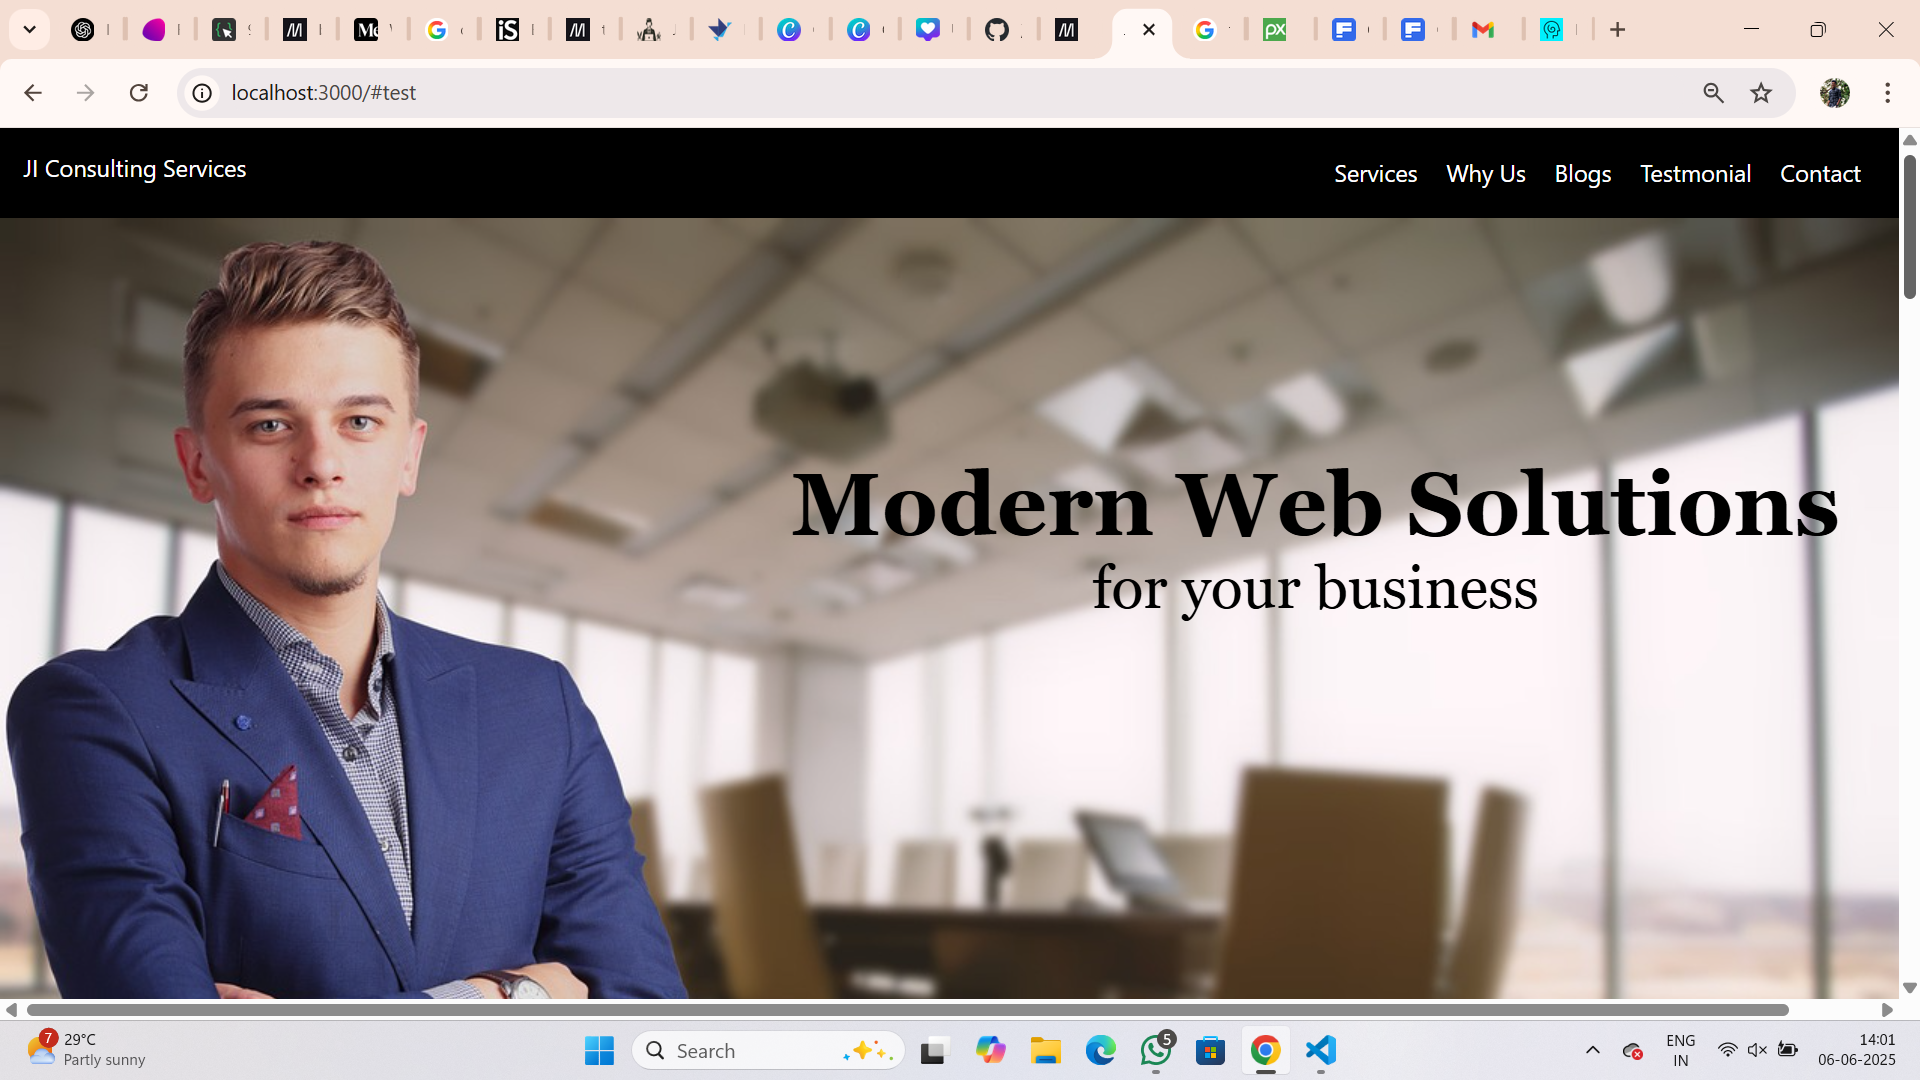 localhost:3000/#test
JI Consulting Services
Services Why Us Blogs Testmonial Contact
Modern Web Solutions
for your business
7
29°C
Partly sunny
Search
5
ENG
IN
14:01
06-06-2025